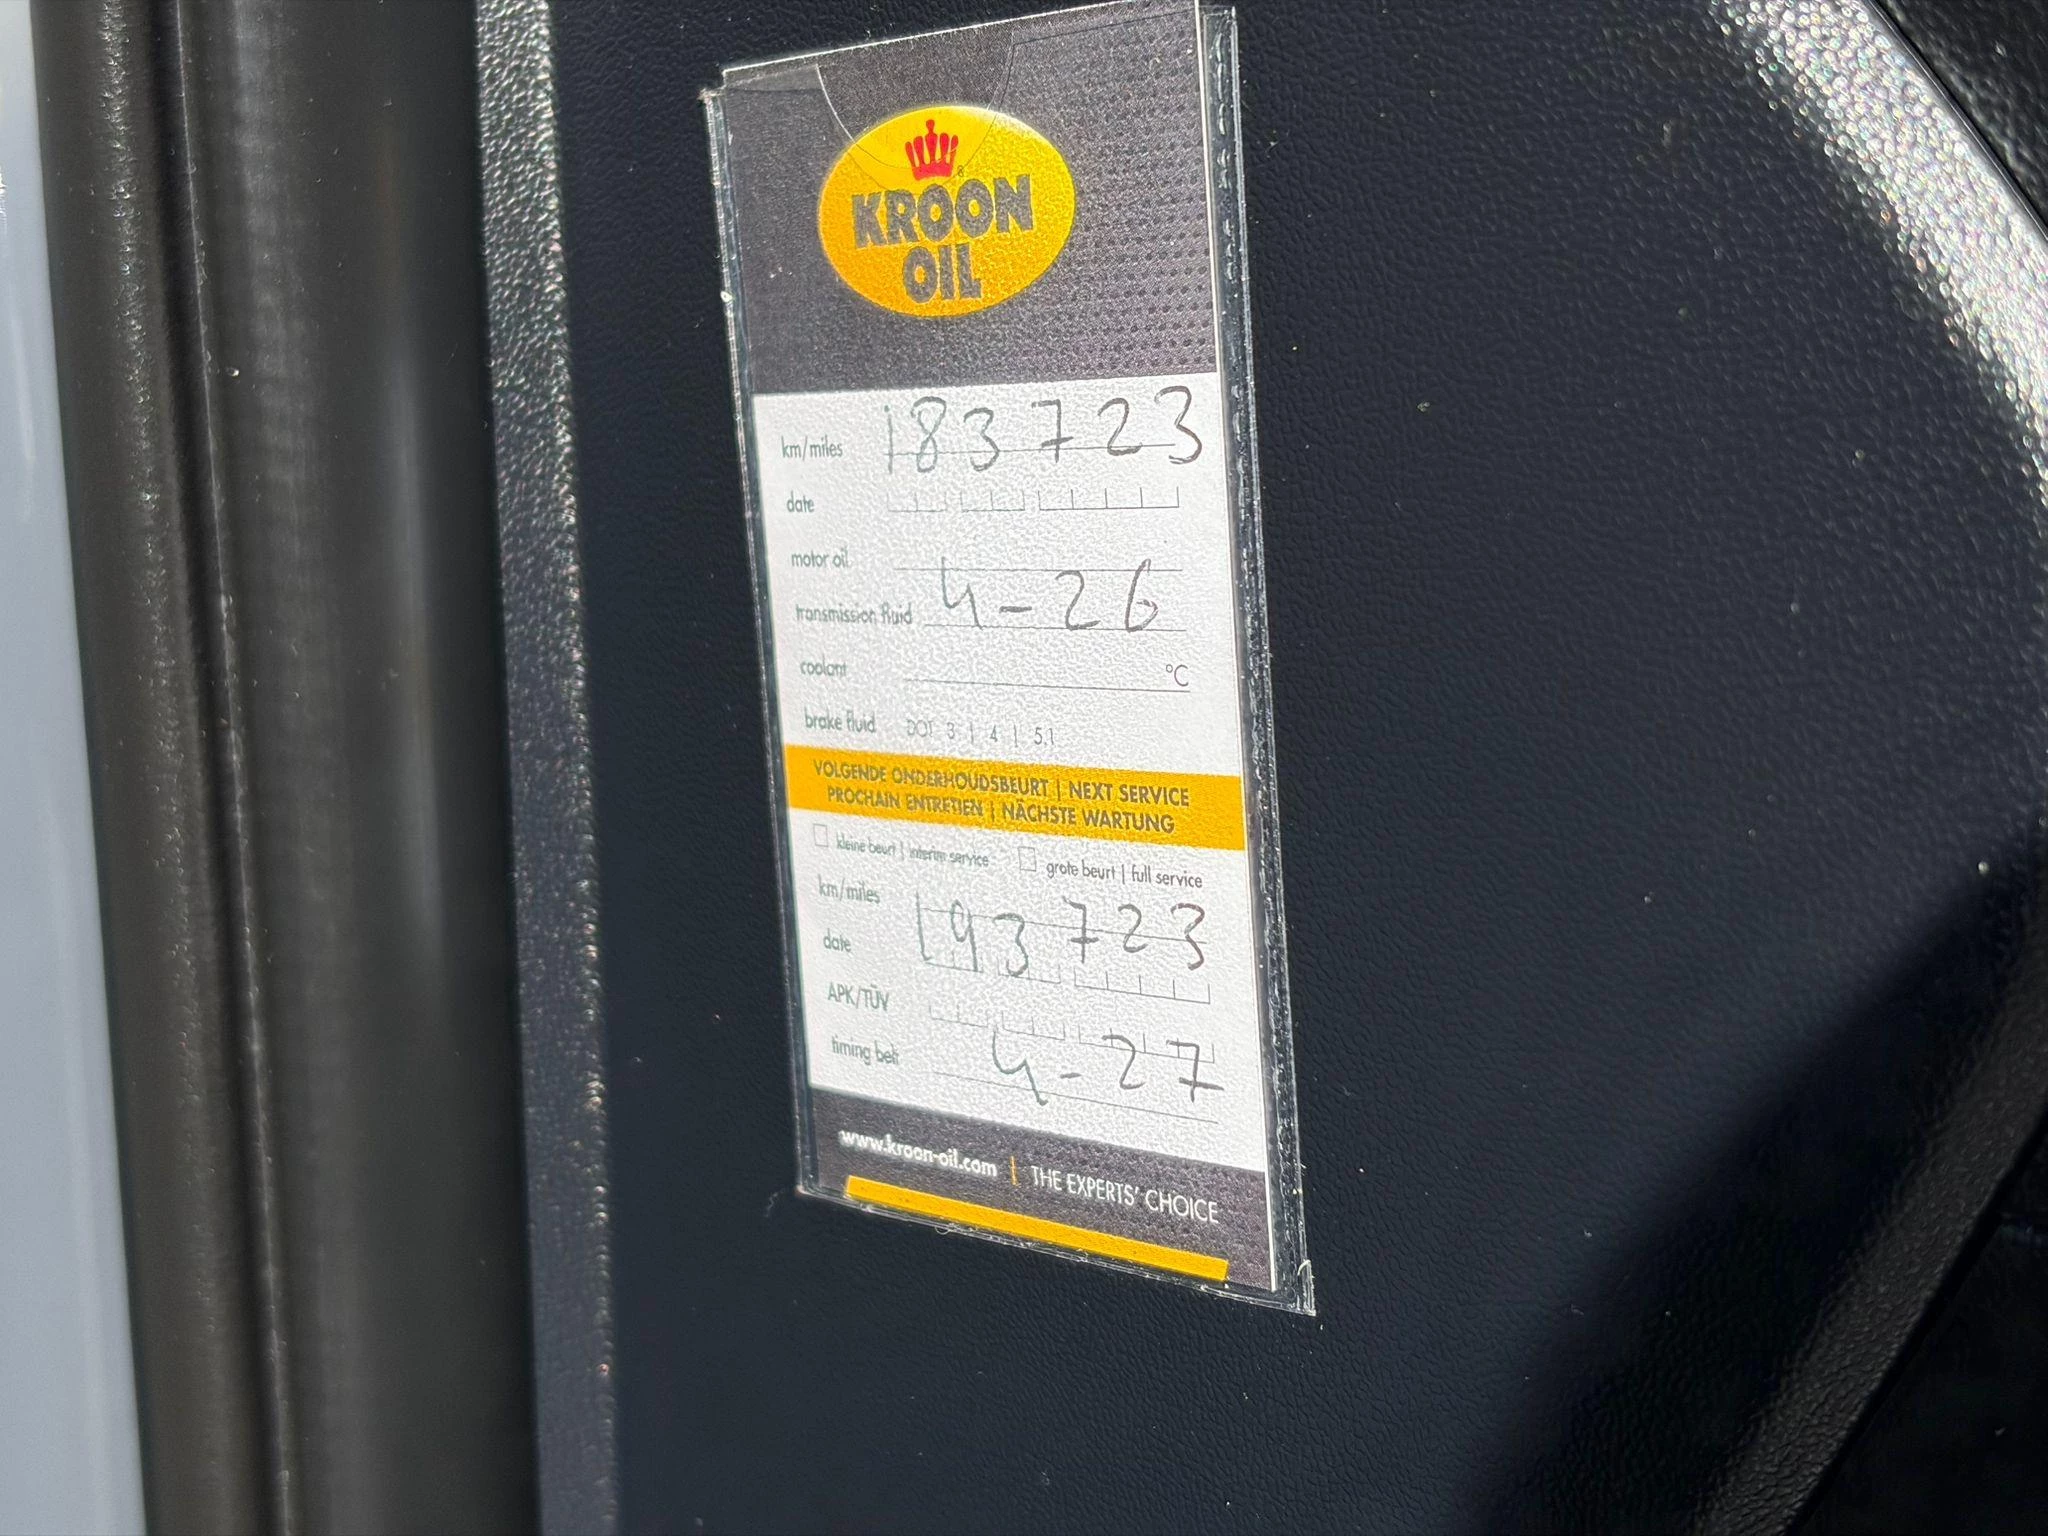 KROON
OIL
km/miles 183723
date
motor oil
transmission fluid 4-26
coolant °C
brake fluid DOT 3 | 4 | 5.1
VOLGENDE ONDERHOUDSBEURT | NEXT SERVICE
PROCHAIN ENTRETIEN | NÄCHSTE WARTUNG
kleine beurt | interim service grote beurt | full service
km/miles 193723
date
APK/TÜV
timing belt 4-27
www.kroon-oil.com | THE EXPERTS' CHOICE